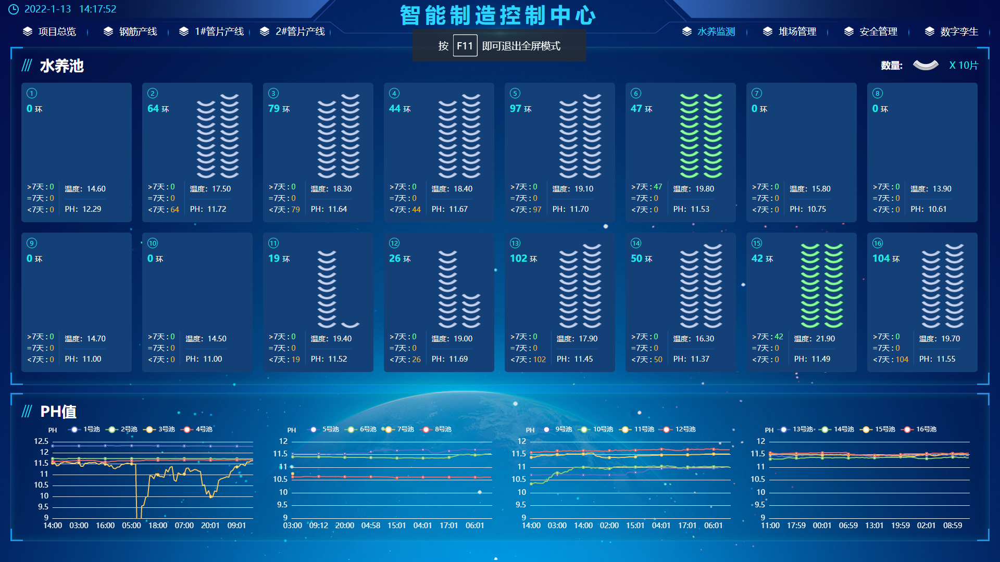 2022-1-13 14:17:52
智能制造控制中心
项目总览 钢筋产线 1#管片产线 2#管片产线 水养监测 堆场管理 安全管理 数字孪生
按 F11 即可退出全屏模式
水养池
数量: X 10片
1
0 环
>7天 : 0
=7天 : 0
<7天 : 0
温度: 14.60
PH: 12.29
2
64 环
>7天 : 0
=7天 : 0
<7天 : 64
温度: 17.50
PH: 11.72
3
79 环
>7天 : 0
=7天 : 0
<7天 : 79
温度: 18.30
PH: 11.64
4
44 环
>7天 : 0
=7天 : 0
<7天 : 44
温度: 18.40
PH: 11.67
5
97 环
>7天 : 0
=7天 : 0
<7天 : 97
温度: 19.10
PH: 11.70
6
47 环
>7天 : 47
=7天 : 0
<7天 : 0
温度: 19.80
PH: 11.53
7
0 环
>7天 : 0
=7天 : 0
<7天 : 0
温度: 15.80
PH: 10.75
8
0 环
>7天 : 0
=7天 : 0
<7天 : 0
温度: 13.90
PH: 10.61
9
0 环
>7天 : 0
=7天 : 0
<7天 : 0
温度: 14.70
PH: 11.00
10
0 环
>7天 : 0
=7天 : 0
<7天 : 0
温度: 14.50
PH: 11.00
11
19 环
>7天 : 0
=7天 : 0
<7天 : 19
温度: 19.40
PH: 11.52
12
26 环
>7天 : 0
=7天 : 0
<7天 : 26
温度: 19.00
PH: 11.69
13
102 环
>7天 : 0
=7天 : 0
<7天 : 102
温度: 17.90
PH: 11.45
14
50 环
>7天 : 0
=7天 : 0
<7天 : 50
温度: 16.30
PH: 11.37
15
42 环
>7天 : 42
=7天 : 0
<7天 : 0
温度: 21.90
PH: 11.49
16
104 环
>7天 : 0
=7天 : 0
<7天 : 104
温度: 19.70
PH: 11.55
PH值
PH 1号池 2号池 3号池 4号池
12.5
12
11.5
11
10.5
10
9.5
9
14:00 03:00 16:00 05:00 18:00 07:00 20:01 09:01
PH 5号池 6号池 7号池 8号池
12
11.5
11
10.5
10
9.5
9
03:00 09:12 20:00 04:58 15:01 04:01 17:01 06:01
PH 9号池 10号池 11号池 12号池
12
11.5
11
10.5
10
9.5
9
14:00 03:00 14:00 02:00 15:01 04:01 17:01 06:01
PH 13号池 14号池 15号池 16号池
12
11.5
11
10.5
10
9.5
9
11:00 17:59 00:01 06:59 13:01 19:59 02:01 08:59